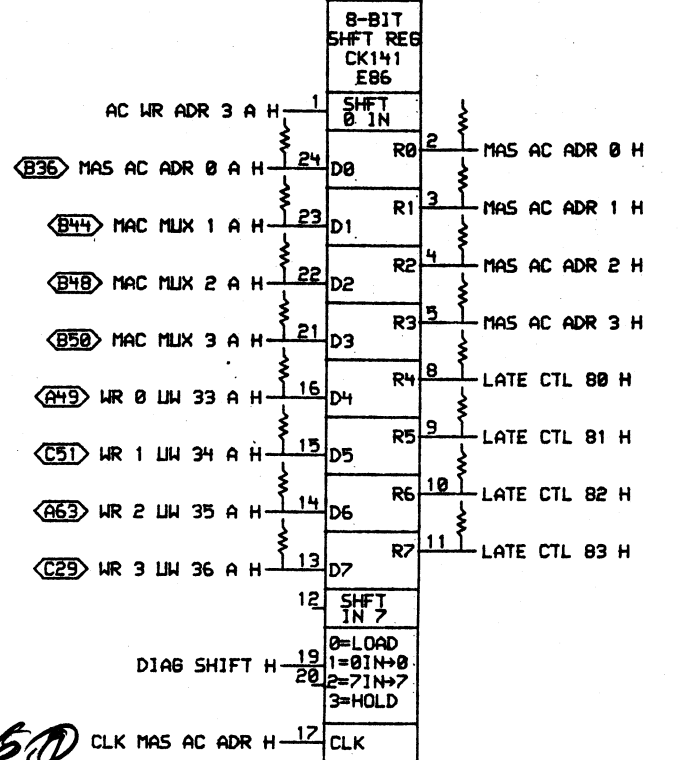 8-BIT
SHFT REG
CK141
E86
AC WR ADR 3 A H 1 SHFT
0 IN
R0 2 MAS AC ADR 0 H
B36 MAS AC ADR 0 A H 24 D0
R1 3 MAS AC ADR 1 H
B44 MAC MUX 1 A H 23 D1
R2 4 MAS AC ADR 2 H
B48 MAC MUX 2 A H 22 D2
R3 5 MAS AC ADR 3 H
B50 MAC MUX 3 A H 21 D3
R4 8 LATE CTL 80 H
A49 WR 0 UW 33 A H 16 D4
R5 9 LATE CTL 81 H
C51 WR 1 UW 34 A H 15 D5
R6 10 LATE CTL 82 H
A63 WR 2 UW 35 A H 14 D6
R7 11 LATE CTL 83 H
C29 WR 3 UW 36 A H 13 D7
12 SHFT
IN 7
0=LOAD
DIAG SHIFT H 19 1=0IN→0
20 2=7IN→7
3=HOLD
CLK MAS AC ADR H 17 CLK